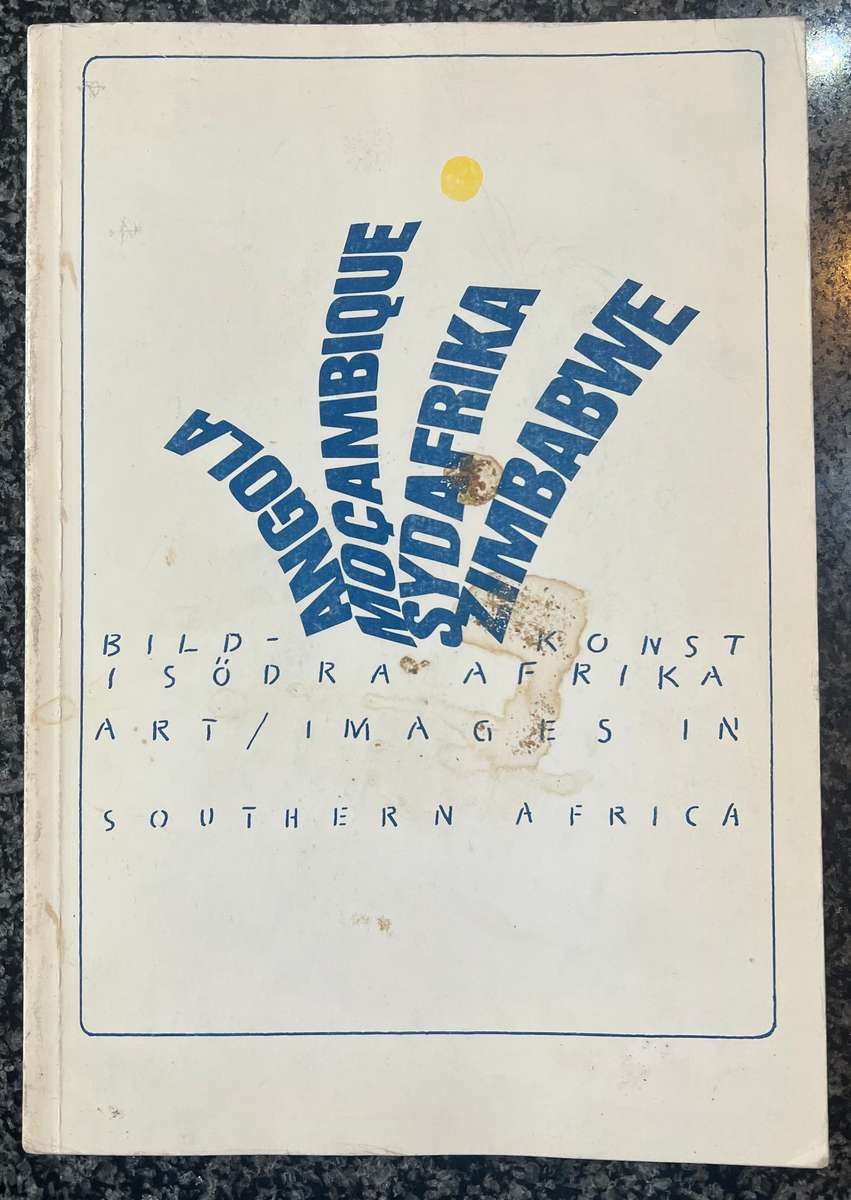 ANGOLA
MOÇAMBIQUE
SYDAFRIKA
ZIMBABWE
BILD- KONST
I SÖDRA AFRIKA
ART/IMAGES IN
SOUTHERN AFRICA